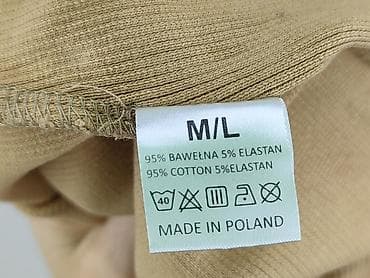 M/L
95% BAWEŁNA 5% ELASTAN
95% COTTON 5%ELASTAN
40
MADE IN POLAND